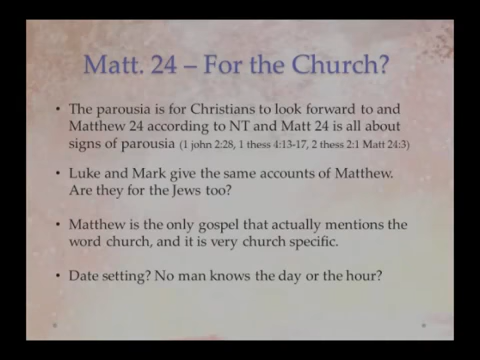 Matt. 24 – For the Church?
• The parousia is for Christians to look forward to and
Matthew 24 according to NT and Matt 24 is all about
signs of parousia (1 john 2:28, 1 thess 4:13-17, 2 thess 2:1 Matt 24:3)
• Luke and Mark give the same accounts of Matthew.
Are they for the Jews too?
• Matthew is the only gospel that actually mentions the
word church, and it is very church specific.
• Date setting? No man knows the day or the hour?